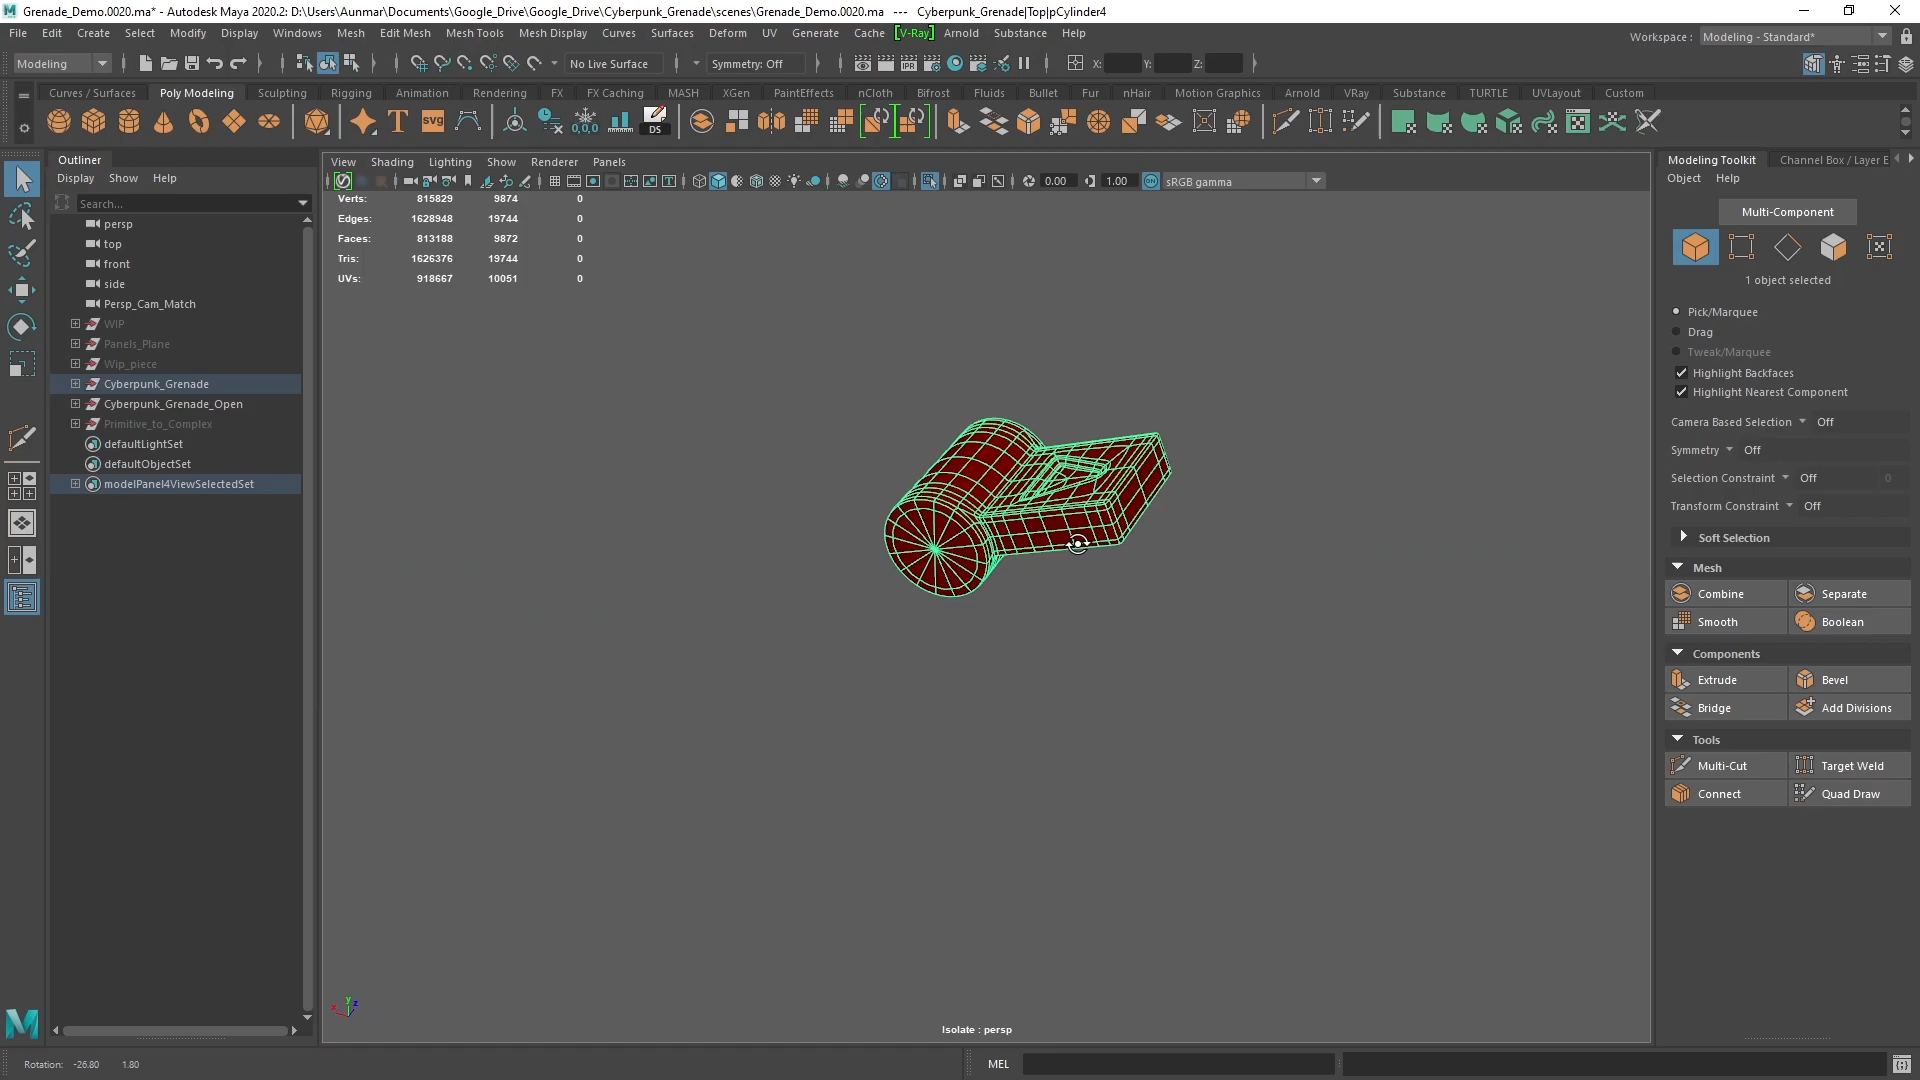 Grenade_Demo.0020.ma* - Autodesk Maya 2020.2: D:\Users\Aunmar\Documents\Google_Drive\Google_Drive\Cyberpunk_Grenade\scenes\Grenade_Demo.0020.ma --- Cyberpunk_Grenade|Top|pCylinder4
File Edit Create Select Modify Display Windows Mesh Edit Mesh Mesh Tools Mesh Display Curves Surfaces Deform UV Generate Cache [V-Ray] Arnold Substance Help
Workspace : Modeling - Standard*
Modeling No Live Surface Symmetry: Off X: Y: Z:
Curves / Surfaces Poly Modeling Sculpting Rigging Animation Rendering FX FX Caching MASH XGen PaintEffects nCloth Bifrost Fluids Bullet Fur nHair Motion Graphics Arnold VRay Substance TURTLE UVLayout Custom
T svg 0,0,0 DS
Outliner
Display Show Help
Search...
persp
top
front
side
Persp_Cam_Match
WIP
Panels_Plane
Wip_piece
Cyberpunk_Grenade
Cyberpunk_Grenade_Open
Primitive_to_Complex
defaultLightSet
defaultObjectSet
modelPanel4ViewSelectedSet
View Shading Lighting Show Renderer Panels
0.00 1.00 ON sRGB gamma
Verts: 815829 9874 0
Edges: 1628948 19744 0
Faces: 813188 9872 0
Tris: 1626376 19744 0
UVs: 918667 10051 0
y
x z
Isolate : persp
Modeling Toolkit Channel Box / Layer E
Object Help
Multi-Component
1 object selected
Pick/Marquee
Drag
Tweak/Marquee
Highlight Backfaces
Highlight Nearest Component
Camera Based Selection Off
Symmetry Off
Selection Constraint Off 0
Transform Constraint Off
Soft Selection
Mesh
Combine Separate
Smooth Boolean
Components
Extrude Bevel
Bridge Add Divisions
Tools
Multi-Cut Target Weld
Connect Quad Draw
Rotation: -26.80 1.80
MEL